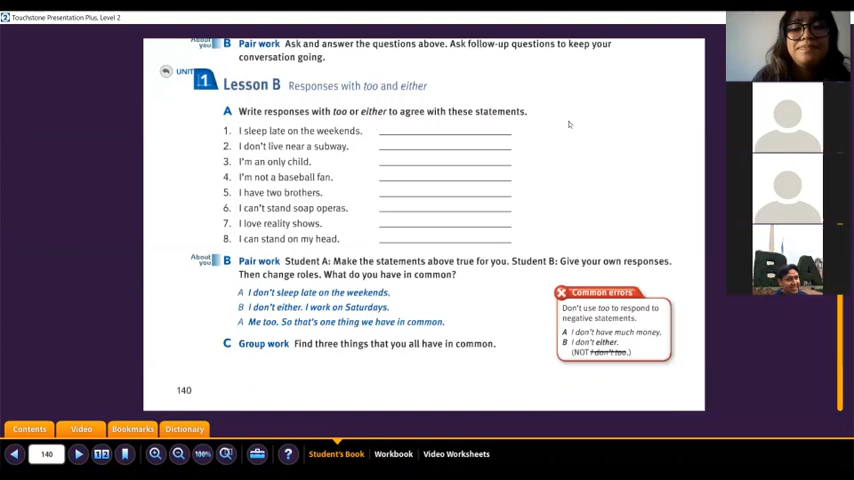 Touchstone Presentation Plus, Level 2
About you B Pair work Ask and answer the questions above. Ask follow-up questions to keep your
conversation going.
UNIT 1 Lesson B Responses with too and either
A Write responses with too or either to agree with these statements.
1. I sleep late on the weekends.
2. I don't live near a subway.
3. I'm an only child.
4. I'm not a baseball fan.
5. I have two brothers.
6. I can't stand soap operas.
7. I love reality shows.
8. I can stand on my head.
About you B Pair work Student A: Make the statements above true for you. Student B: Give your own responses.
Then change roles. What do you have in common?
A I don't sleep late on the weekends.
B I don't either. I work on Saturdays.
A Me too. So that's one thing we have in common.
C Group work Find three things that you all have in common.
Common errors
Don't use too to respond to
negative statements.
A I don't have much money.
B I don't either.
(NOT I don't too.)
140
BA
Contents Video Bookmarks Dictionary
140 1 2 100% ? Student's Book Workbook Video Worksheets